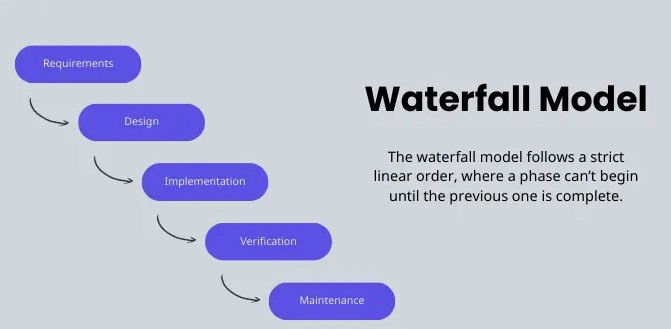 Requirements
Design
Implementation
Verification
Maintenance
Waterfall Model
The waterfall model follows a strict
linear order, where a phase can’t begin
until the previous one is complete.